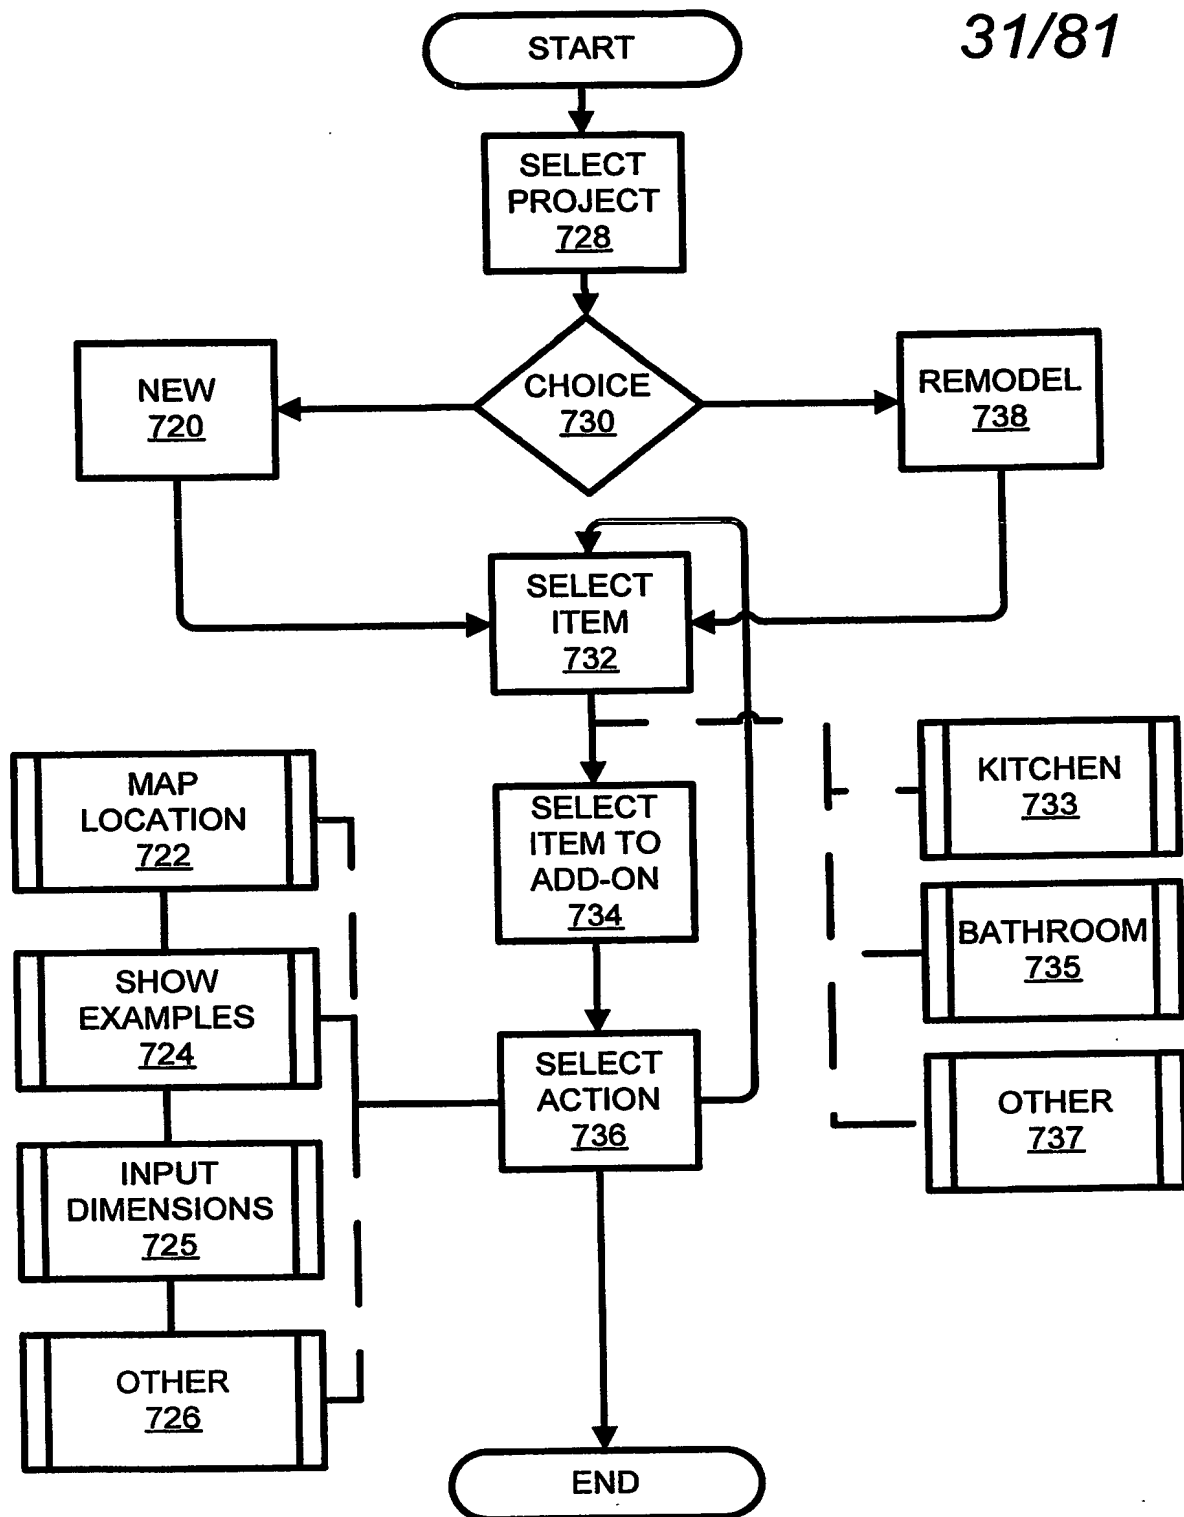 31/81
START
SELECT
PROJECT
728
NEW
720
CHOICE
730
REMODEL
738
SELECT
ITEM
732
MAP
LOCATION
722
SELECT
ITEM TO
ADD-ON
734
KITCHEN
733
BATHROOM
735
SHOW
EXAMPLES
724
SELECT
ACTION
736
OTHER
737
INPUT
DIMENSIONS
725
OTHER
726
END